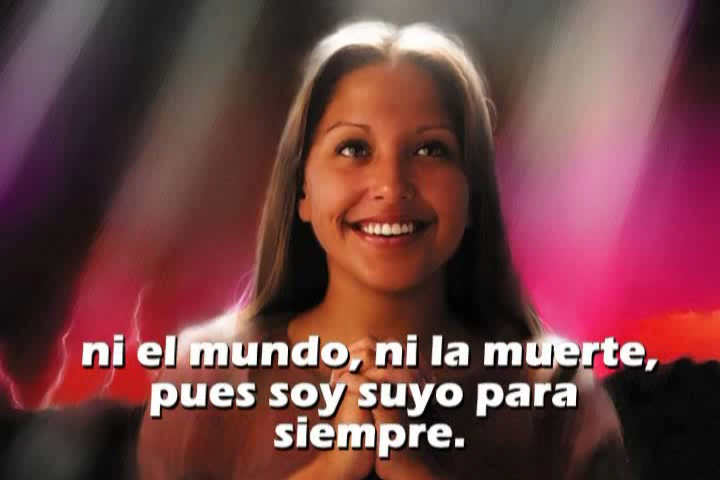 ni el mundo, ni la muerte,
pues soy suyo para
siempre.